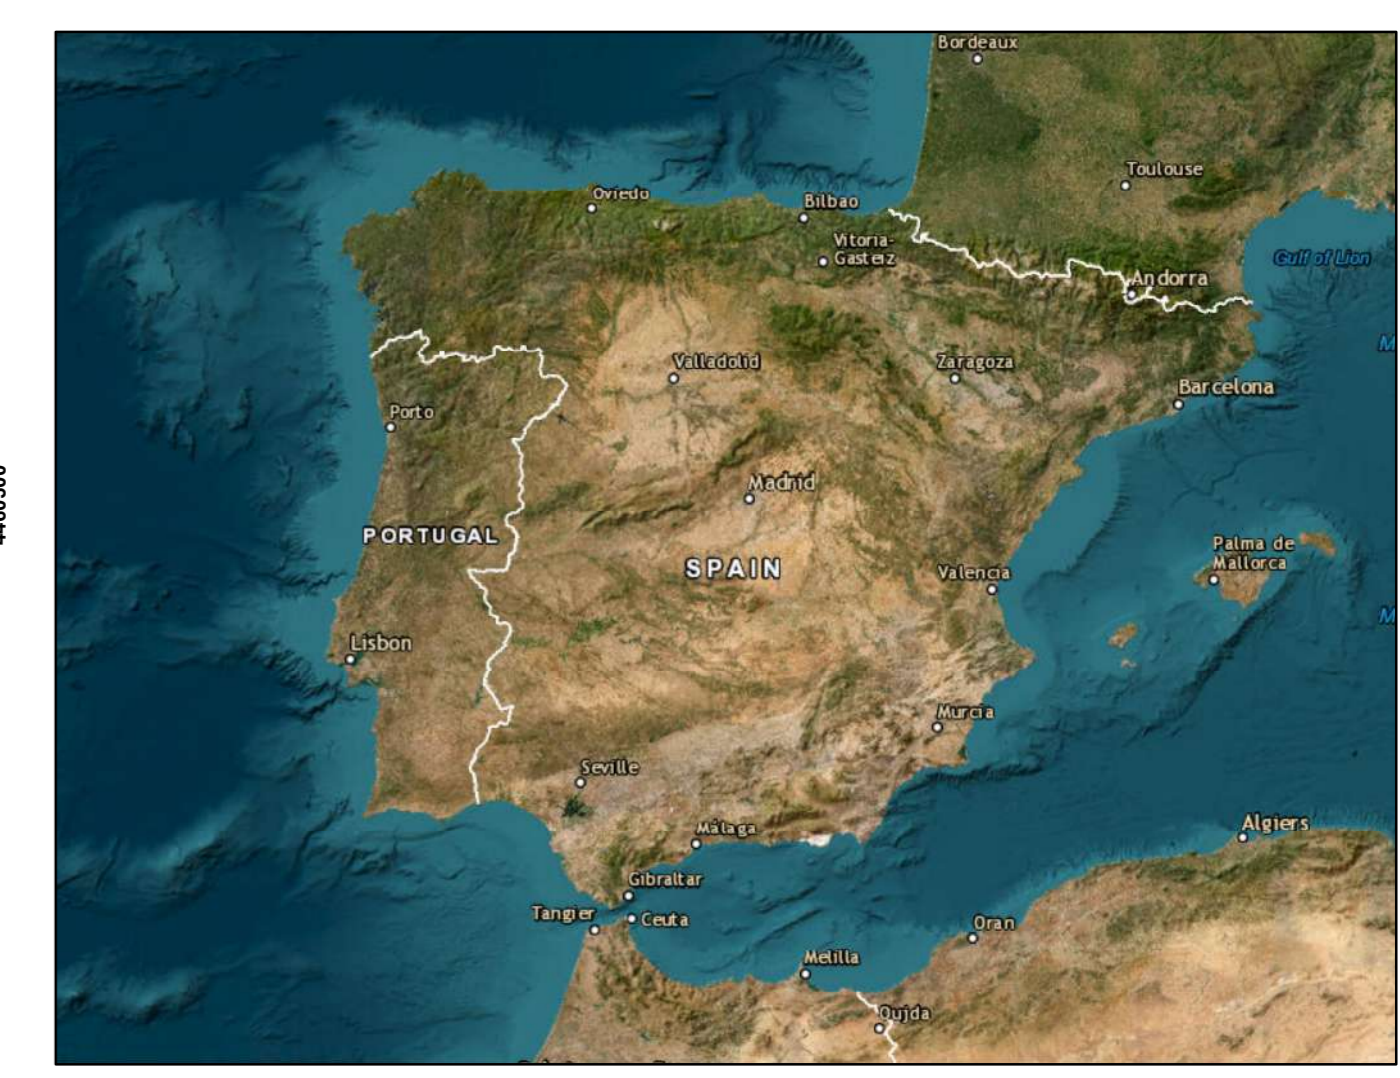 Bordeaux
Toulouse
Oviedo
Bilbao
Vitoria-
Gasteiz
Gulf of Lion
Andorra
M
Valladolid
Zaragoza
Barcelona
Porto
Madrid
PORTUGAL
SPAIN
Palma de
Mallorca
Valencia
M
Lisbon
Murcia
Seville
Málaga
Algiers
Gibraltar
Tangier
Ceuta
Oran
Melilla
Oujda